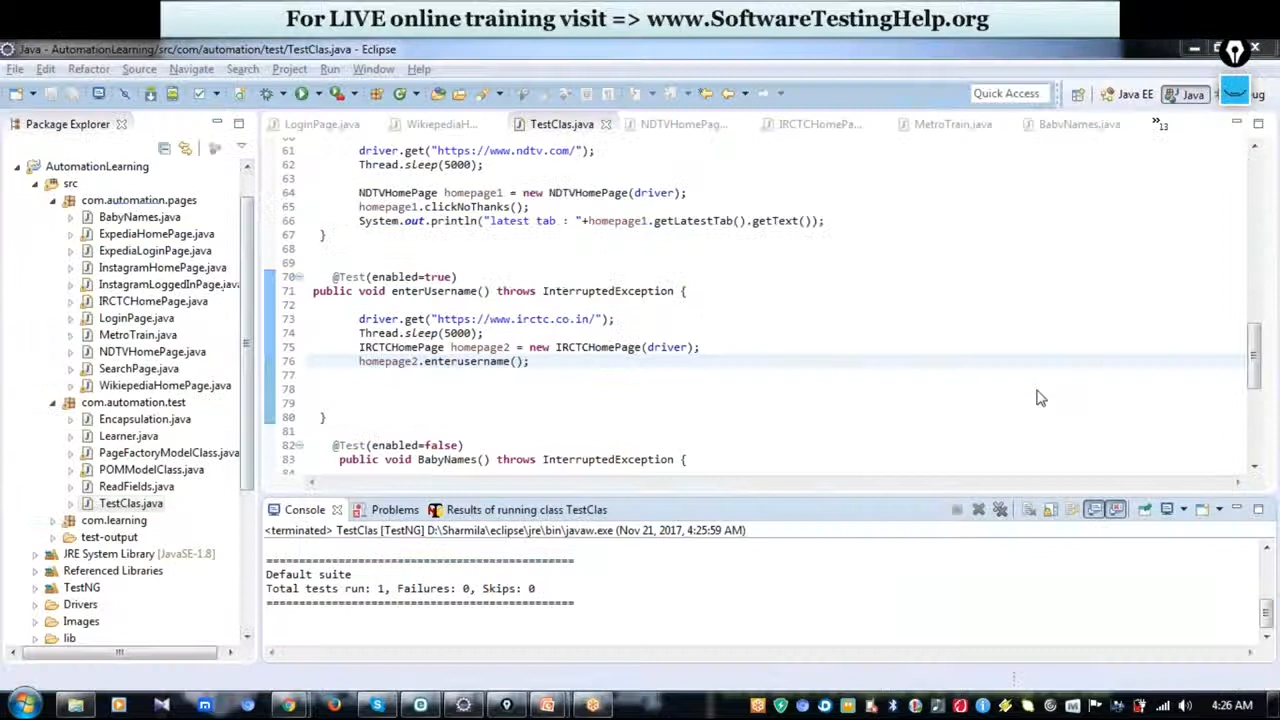 For LIVE online training visit => www.SoftwareTestingHelp.org
Java - AutomationLearning/src/com/automation/test/TestClas.java - Eclipse
File Edit Refactor Source Navigate Search Project Run Window Help
Quick Access Java EE Java
Package Explorer
LoginPage.java WikiepediaH... TestClas.java NDTVHomePag... IRCTCHomePa... MetroTrain.java BabyNames.java »13
AutomationLearning
src
com.automation.pages
BabyNames.java
ExpediaHomePage.java
ExpediaLoginPage.java
InstagramHomePage.java
InstagramLoggedInPage.java
IRCTCHomePage.java
LoginPage.java
MetroTrain.java
NDTVHomePage.java
SearchPage.java
WikiepediaHomePage.java
com.automation.test
Encapsulation.java
Learner.java
PageFactoryModelClass.java
POMModelClass.java
ReadFields.java
TestClas.java
com.learning
test-output
JRE System Library [JavaSE-1.8]
Referenced Libraries
TestNG
Drivers
Images
lib
61 driver.get("https://www.ndtv.com/");
62 Thread.sleep(5000);
63
64 NDTVHomePage homepage1 = new NDTVHomePage(driver);
65 homepage1.clickNoThanks();
66 System.out.println("latest tab : "+homepage1.getLatestTab().getText());
67 }
68
69
70 @Test(enabled=true)
71 public void enterUsername() throws InterruptedException {
72
73 driver.get("https://www.irctc.co.in/");
74 Thread.sleep(5000);
75 IRCTCHomePage homepage2 = new IRCTCHomePage(driver);
76 homepage2.enterusername();
77
78
79
80 }
81
82 @Test(enabled=false)
83 public void BabyNames() throws InterruptedException {
84
Console Problems Results of running class TestClas
<terminated> TestClas [TestNG] D:\Sharmila\eclipse\jre\bin\javaw.exe (Nov 21, 2017, 4:25:59 AM)
===============================================
Default suite
Total tests run: 1, Failures: 0, Skips: 0
===============================================
4:26 AM